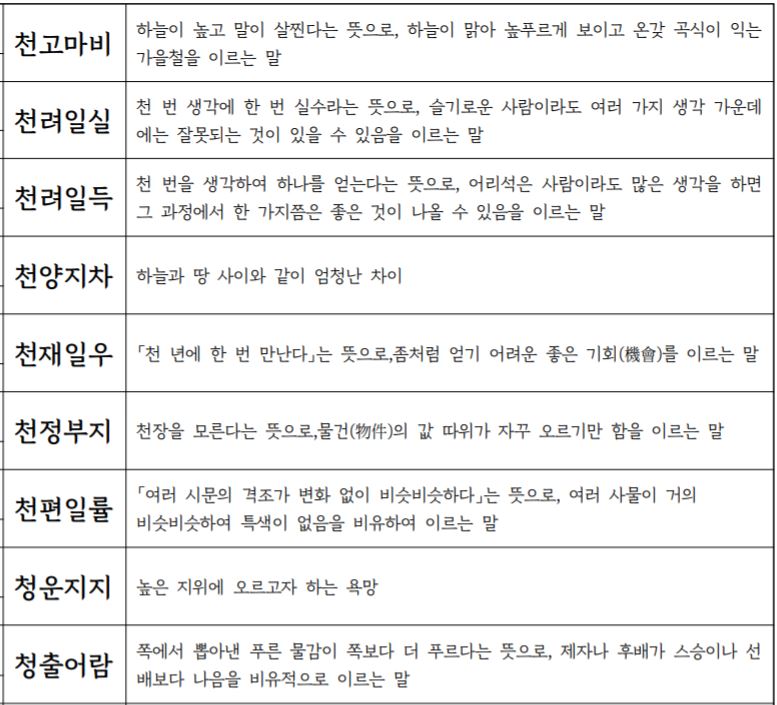 천고마비
하늘이 높고 말이 살찐다는 뜻으로, 하늘이 맑아 높푸르게 보이고 온갖 곡식이 익는
가을철을 이르는 말
천려일실
천 번 생각에 한 번 실수라는 뜻으로, 슬기로운 사람이라도 여러 가지 생각 가운데
에는 잘못되는 것이 있을 수 있음을 이르는 말
천려일득
천 번을 생각하여 하나를 얻는다는 뜻으로, 어리석은 사람이라도 많은 생각을 하면
그 과정에서 한 가지쯤은 좋은 것이 나올 수 있음을 이르는 말
천양지차
하늘과 땅 사이와 같이 엄청난 차이
천재일우
「천 년에 한 번 만난다」는 뜻으로,좀처럼 얻기 어려운 좋은 기회(機會)를 이르는 말
천정부지
천장을 모른다는 뜻으로,물건(物件)의 값 따위가 자꾸 오르기만 함을 이르는 말
천편일률
「여러 시문의 격조가 변화 없이 비슷비슷하다」는 뜻으로, 여러 사물이 거의
비슷비슷하여 특색이 없음을 비유하여 이르는 말
청운지지
높은 지위에 오르고자 하는 욕망
청출어람
쪽에서 뽑아낸 푸른 물감이 쪽보다 더 푸르다는 뜻으로, 제자나 후배가 스승이나 선
배보다 나음을 비유적으로 이르는 말